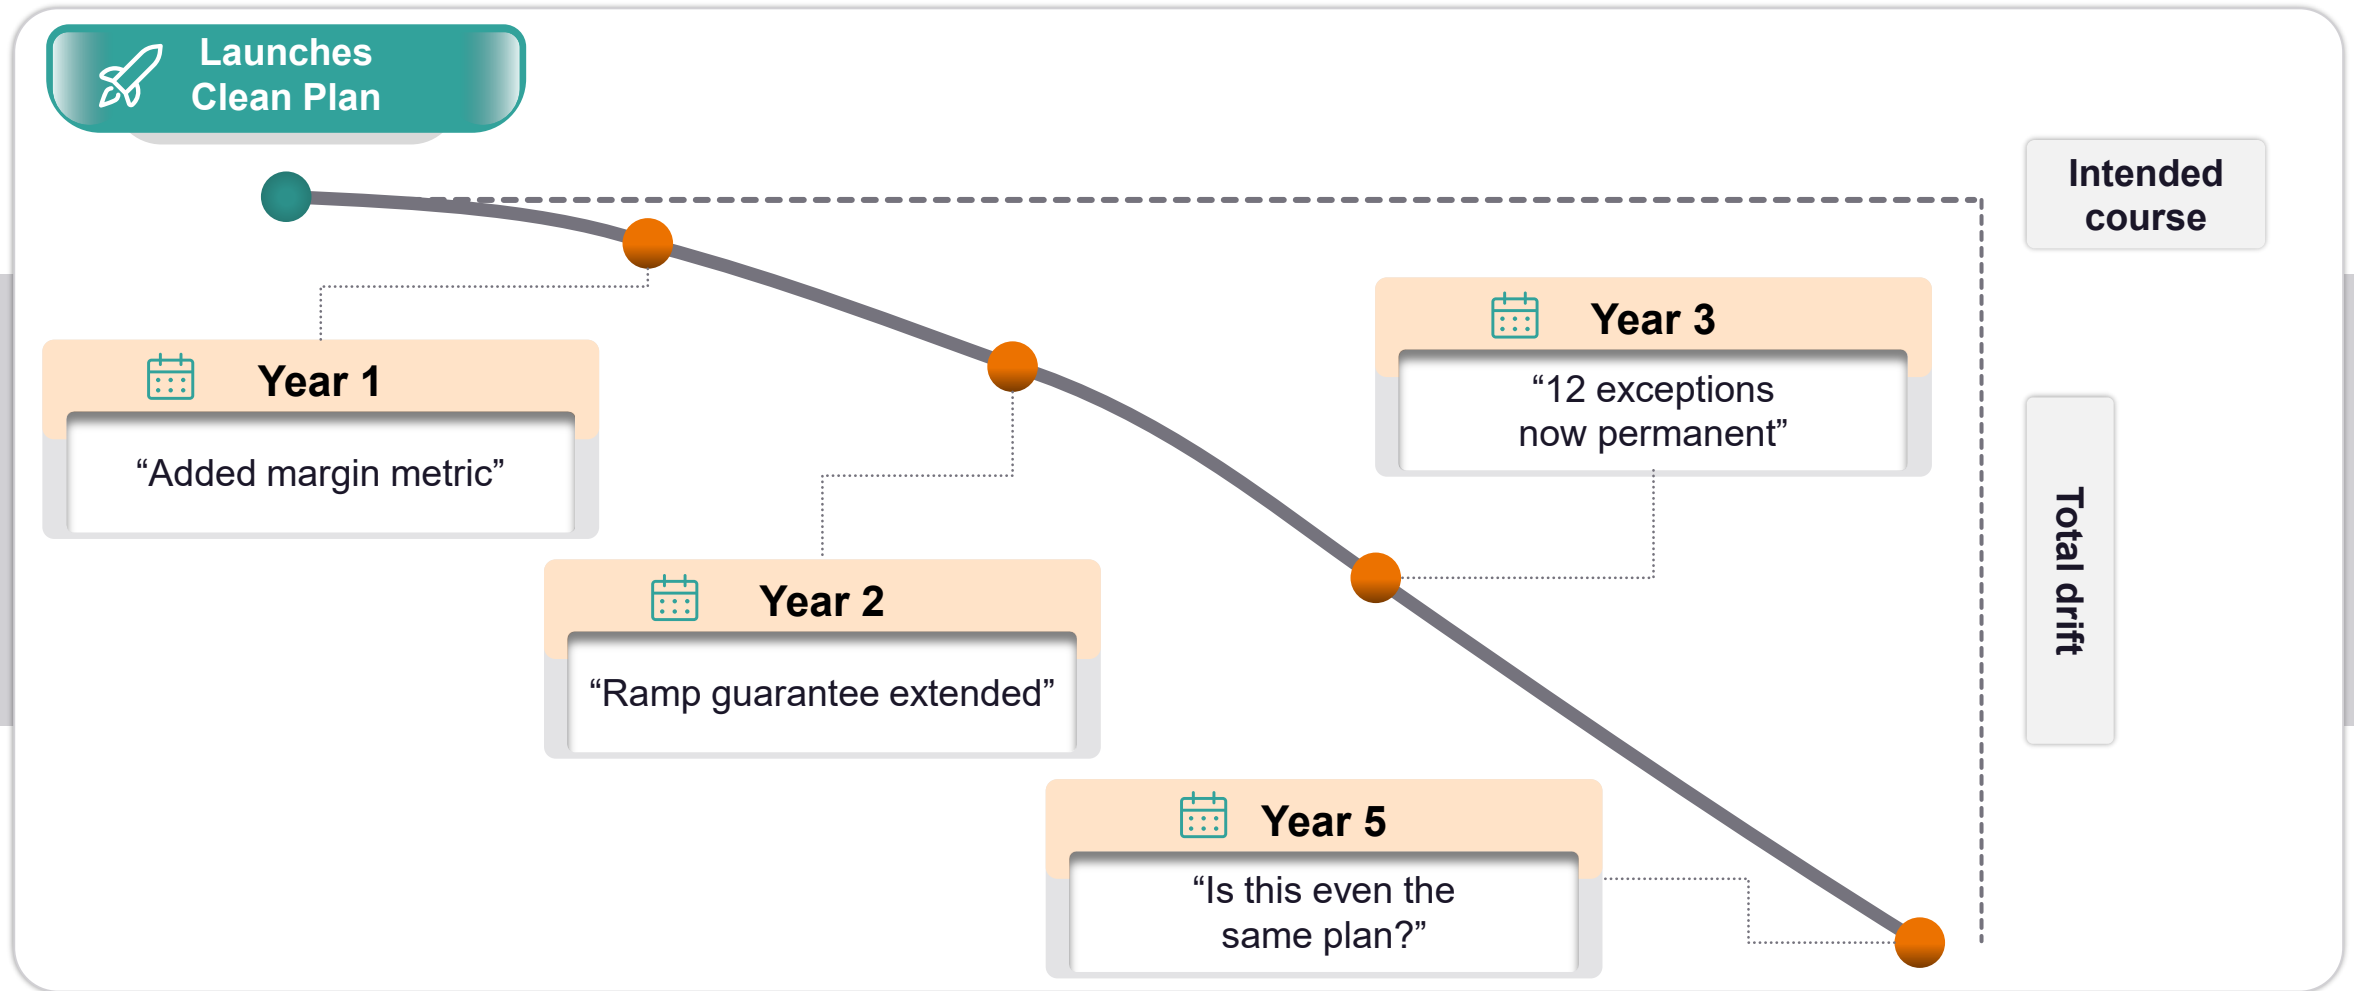 Launches
Clean Plan
Intended
course
Year 1
“Added margin metric”
Year 2
“Ramp guarantee extended”
Year 3
“12 exceptions
now permanent”
Total drift
Year 5
“Is this even the
same plan?”